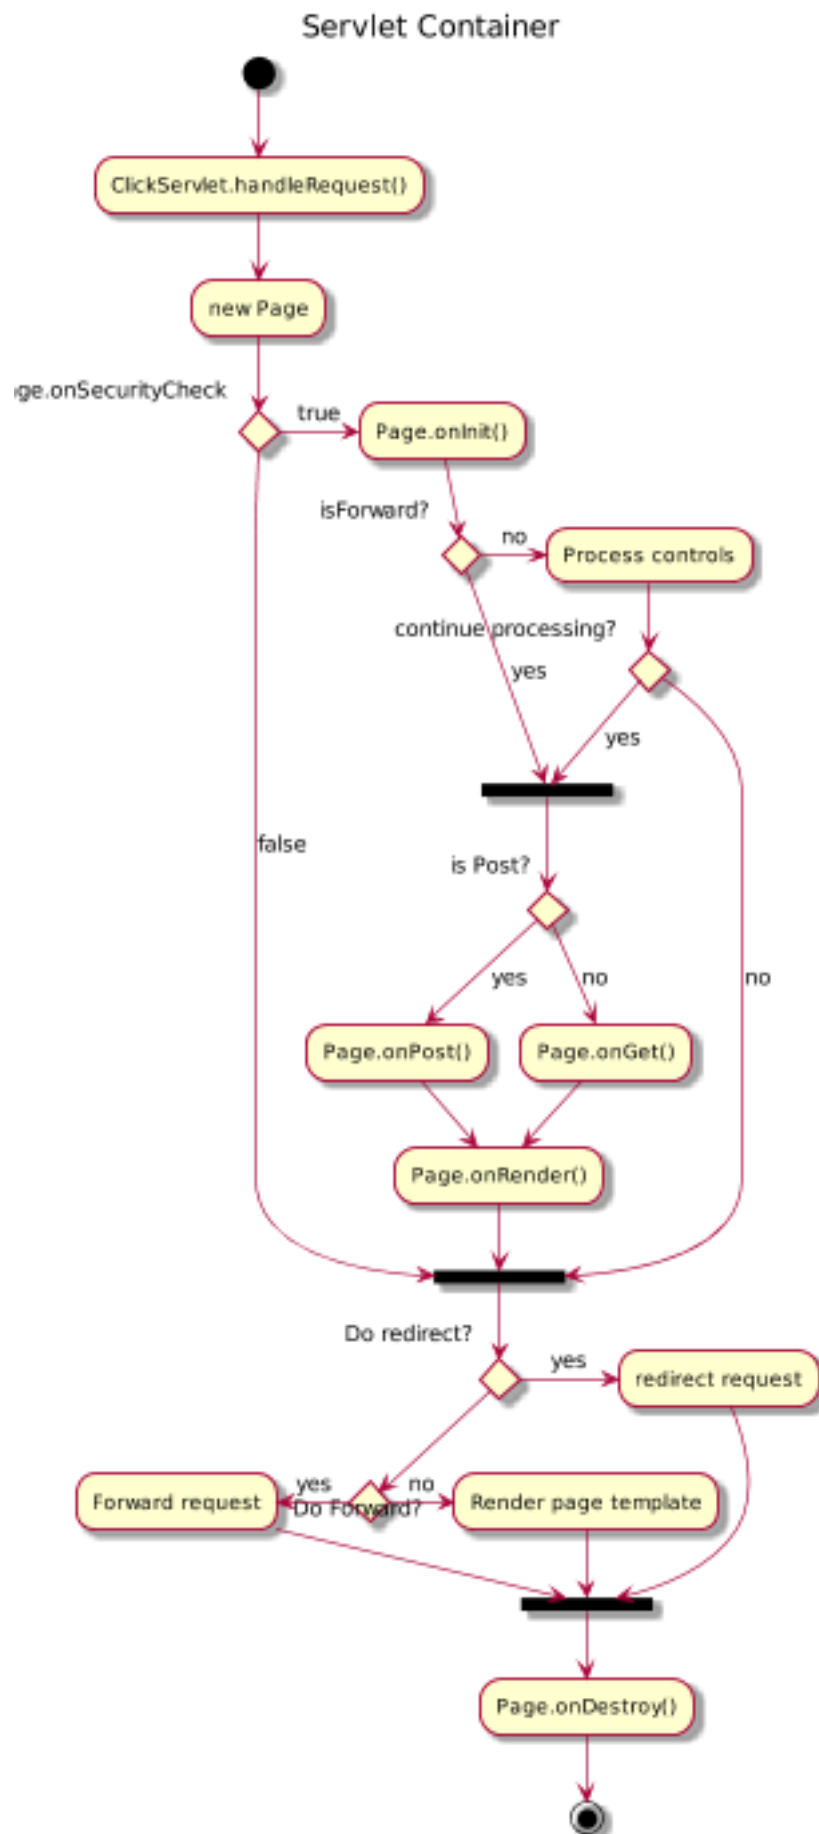 Servlet Container
ClickServlet.handleRequest()
new Page
ge.onSecurityCheck
true
Page.onInit()
isForward?
no
Process controls
continue processing?
yes
yes
false
is Post?
yes
no
no
Page.onPost()
Page.onGet()
Page.onRender()
Do redirect?
yes
redirect request
Forward request
yes
Do Forward?
no
Render page template
Page.onDestroy()